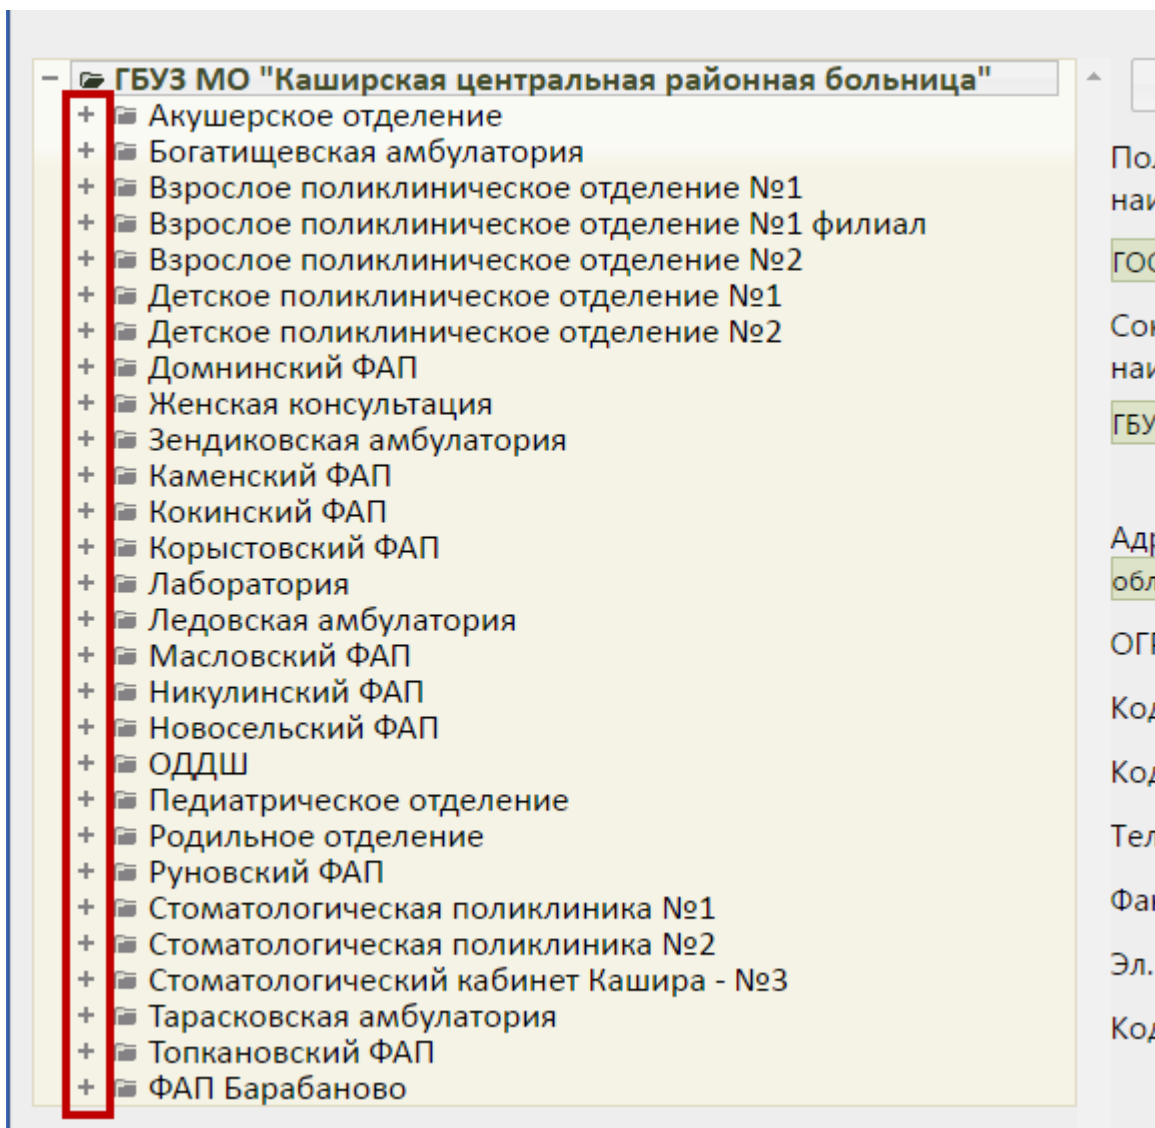 ГБУЗ МО "Каширская центральная районная больница"
Акушерское отделение
Богатищевская амбулатория
Взрослое поликлиническое отделение №1
Взрослое поликлиническое отделение №1 филиал
Взрослое поликлиническое отделение №2
Детское поликлиническое отделение №1
Детское поликлиническое отделение №2
Домнинский ФАП
Женская консультация
Зендиковская амбулатория
Каменский ФАП
Кокинский ФАП
Корыстовский ФАП
Лаборатория
Ледовская амбулатория
Масловский ФАП
Никулинский ФАП
Новосельский ФАП
ОДДШ
Педиатрическое отделение
Родильное отделение
Руновский ФАП
Стоматологическая поликлиника №1
Стоматологическая поликлиника №2
Стоматологический кабинет Кашира - №3
Тарасковская амбулатория
Топкановский ФАП
ФАП Барабаново
Эл.